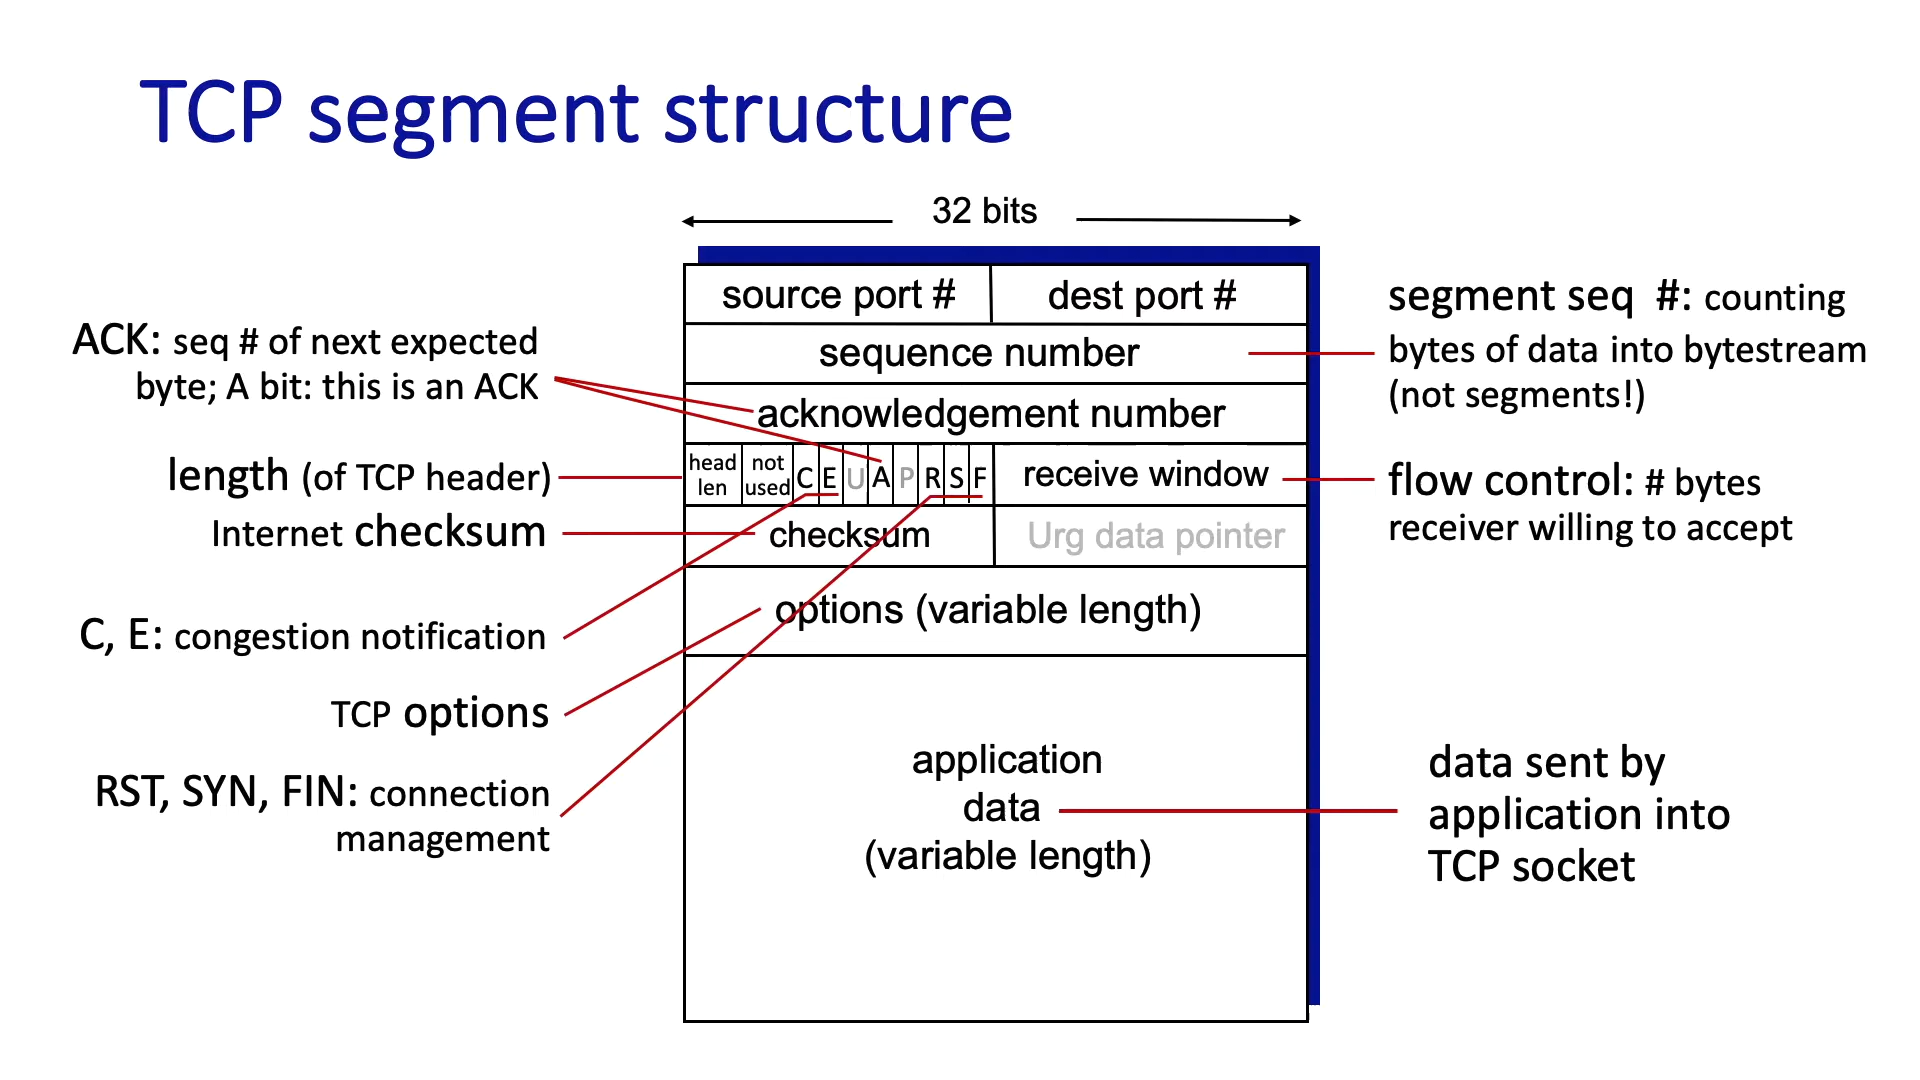 TCP segment structure
32 bits
source port #
dest port #
sequence number
acknowledgement number
head
len
not
used
C E U A P R S F
receive window
checksum
Urg data pointer
options (variable length)
application
data
(variable length)
ACK: seq # of next expected
byte; A bit: this is an ACK
length (of TCP header)
Internet checksum
C, E: congestion notification
TCP options
RST, SYN, FIN: connection
management
segment seq #: counting
bytes of data into bytestream
(not segments!)
flow control: # bytes
receiver willing to accept
data sent by
application into
TCP socket